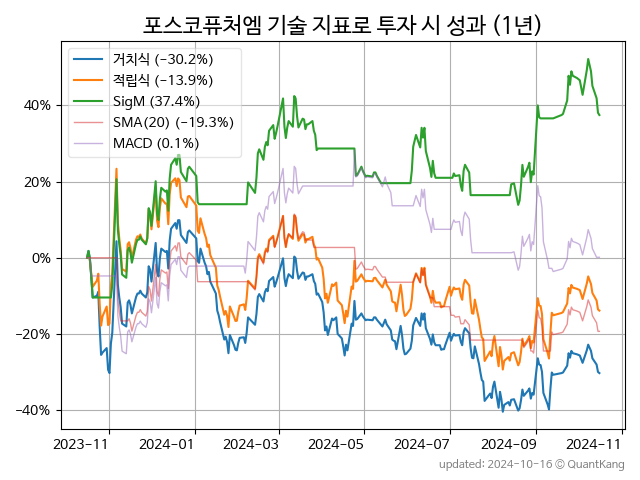 포스코퓨처엠 기술 지표로 투자 시 성과 (1년)
거치식 (−30.2%)
적립식 (−13.9%)
SigM (37.4%)
SMA(20) (−19.3%)
MACD (0.1%)
40%
20%
0%
−20%
−40%
2023-11 2024-01 2024-03 2024-05 2024-07 2024-09 2024-11
updated: 2024-10-16 © QuantKang